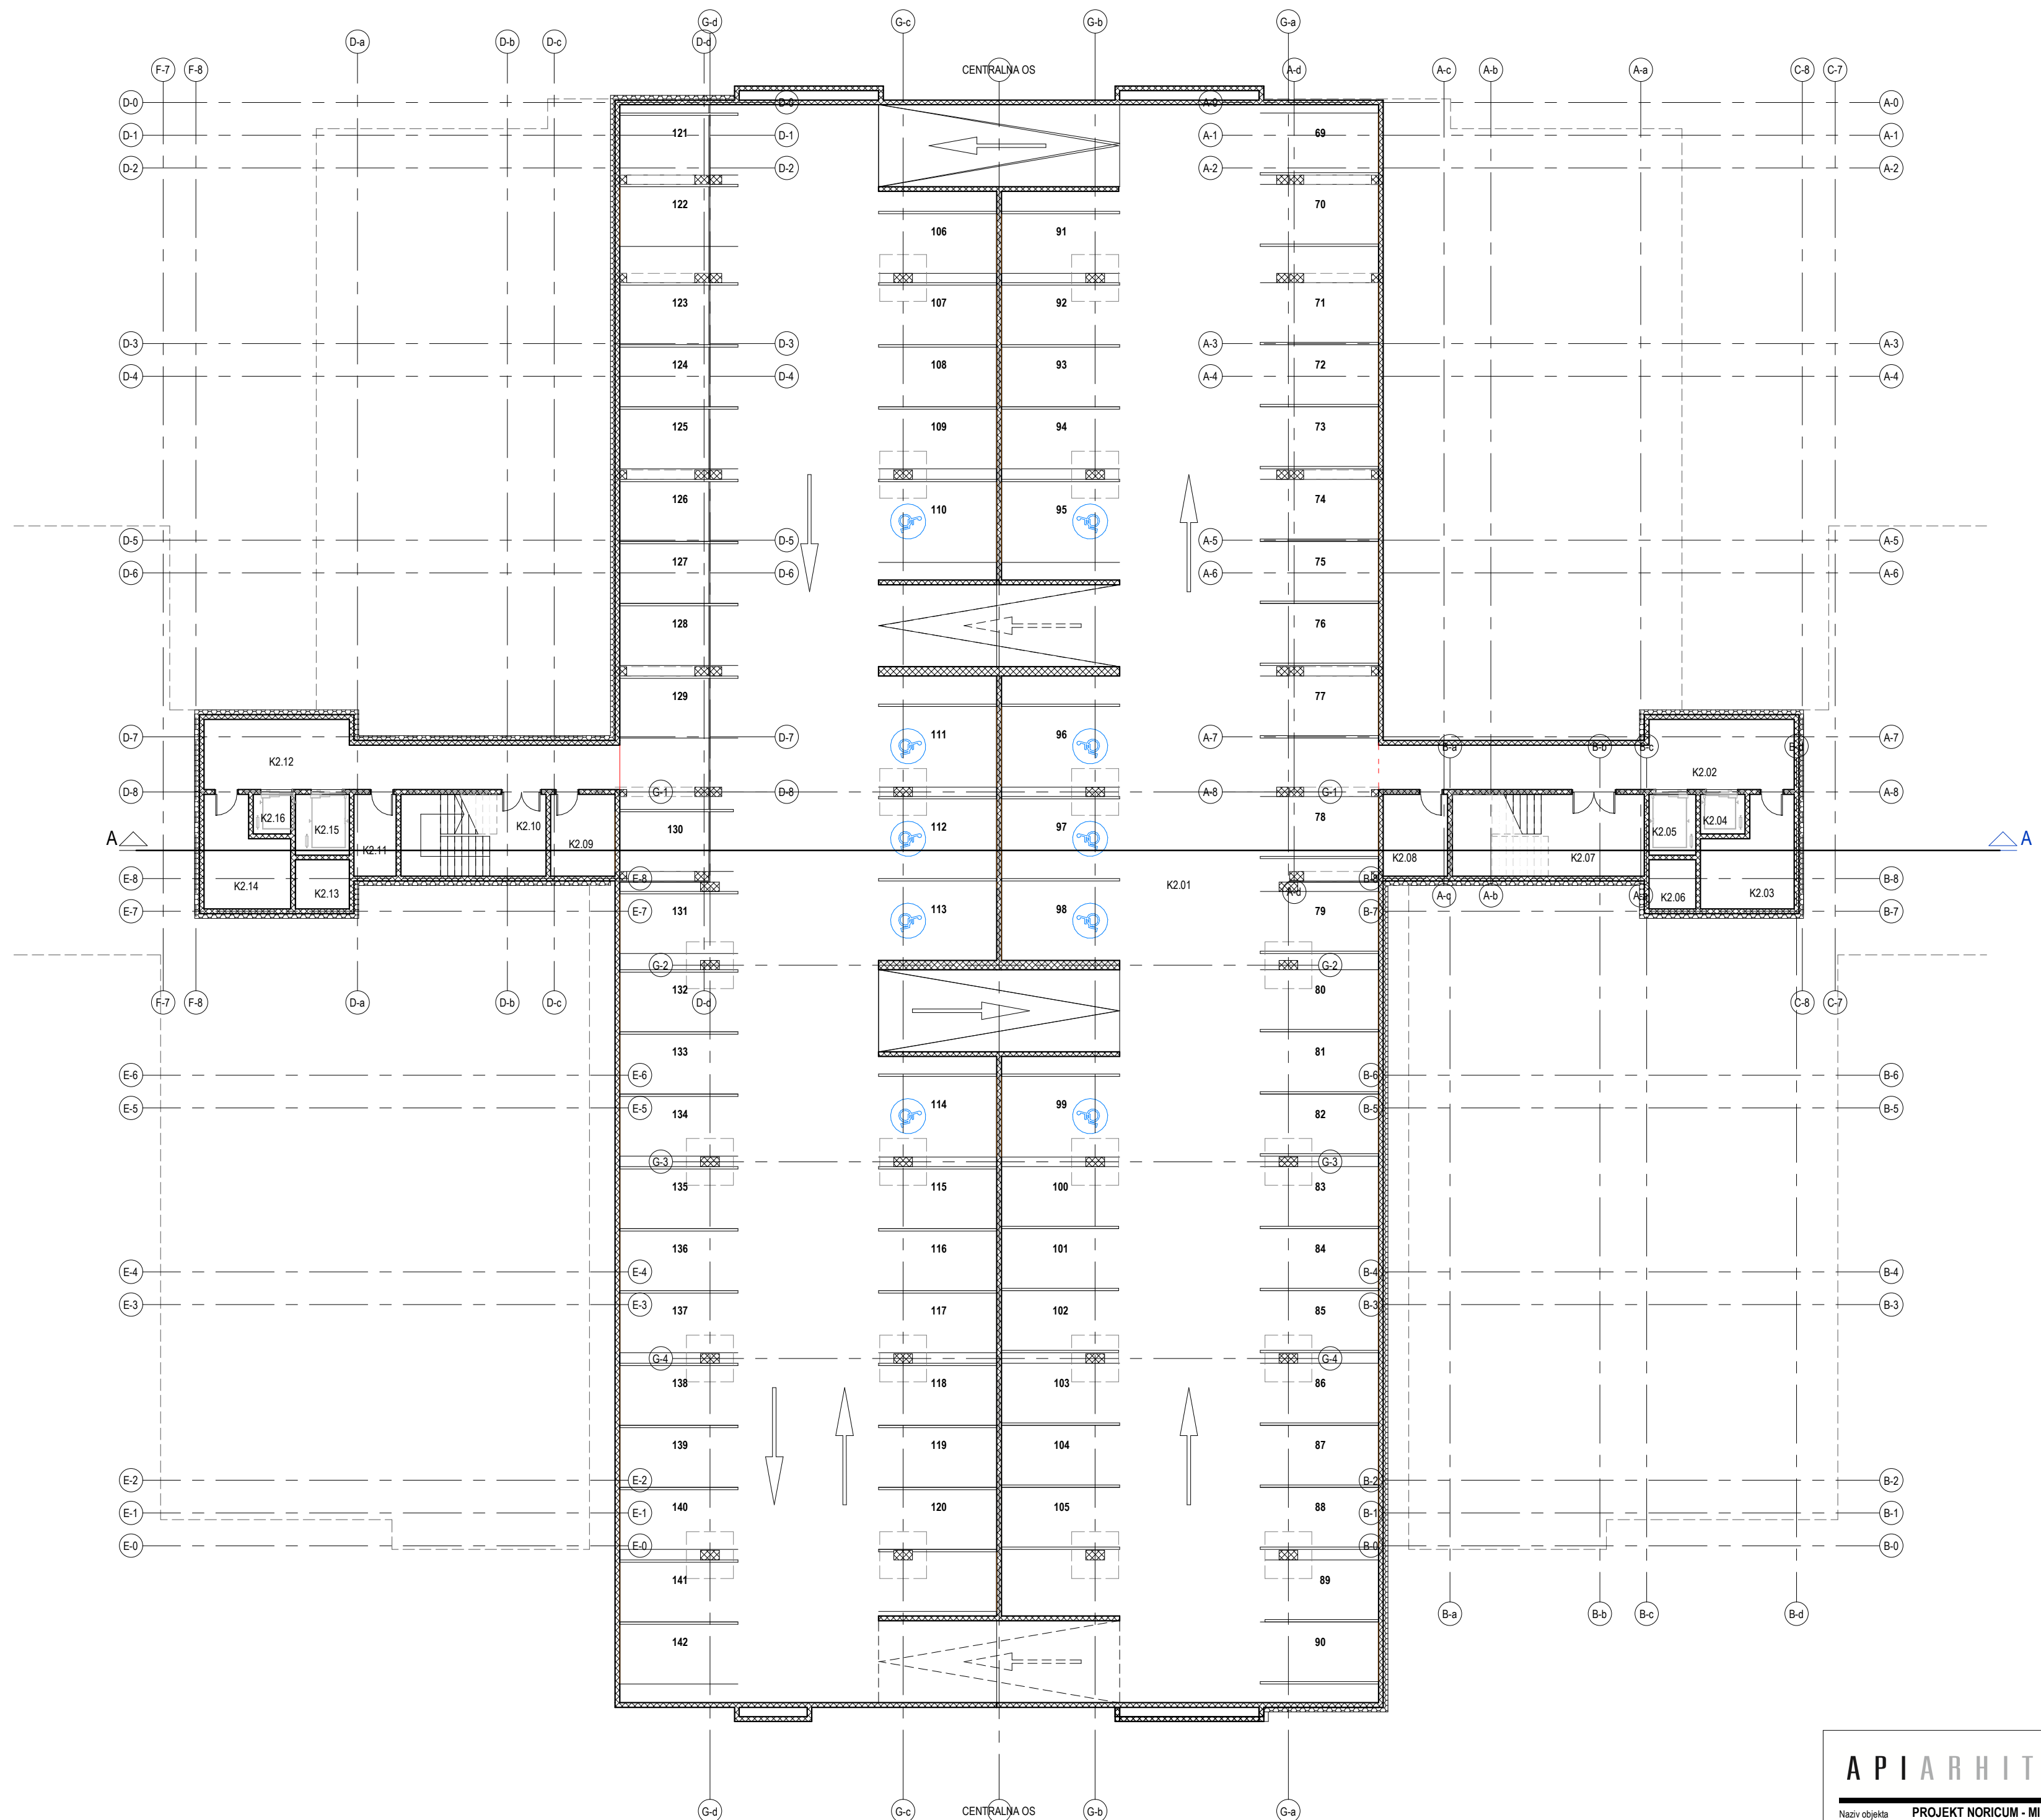 G-d G-c G-b G-a
D-a D-b D-c D-d
F-7 F-8 CENTRALNA OS A-d A-c A-b A-a C-8 C-7
D-0 D-0 A-0 A-0
D-1 121 D-1 A-1 69 A-1
D-2 D-2 A-2 A-2
122 70
106 91
123 107 92 71
D-3 D-3 A-3 A-3
124 108 93 72
D-4 D-4 A-4 A-4
125 109 94 73
126 110 95 74
D-5 D-5 A-5 A-5
127 75
D-6 D-6 A-6 A-6
128 76
129 77
D-7 111 96 D-7 A-7 B-a B-b B-c B-d A-7
K2.12 K2.02
D-8 G-1 D-8 A-8 G-1 A-8
K2.16 K2.15 K2.10 130 112 97 78 K2.05 K2.04
A K2.11 K2.09 K2.08 K2.07 A
K2.14 K2.13 E-8 K2.01 K2.06 K2.03
E-8 B-8
A-d A-c A-b
E-7 E-7 131 113 98 79 B-7 B-7
G-2 G-2
132 80
F-7 F-8 D-a D-b D-c D-d C-8 C-7
133 81
E-6 E-6 B-6 B-6
E-5 E-5 134 114 99 82 B-5 B-5
G-3 G-3
135 115 100 83
136 116 101 84
E-4 E-4 B-4 B-4
E-3 E-3 137 117 102 85 B-3 B-3
G-4 G-4
138 118 103 86
139 119 104 87
E-2 E-2 B-2 B-2
E-1 E-1 140 120 105 88 B-1 B-1
E-0 E-0 B-0 B-0
141 89
B-a B-b B-c B-d
142 90
APIARHIT
G-d G-c CENTRALNA OS G-b G-a
Naziv objekta PROJEKT NORICUM - MI